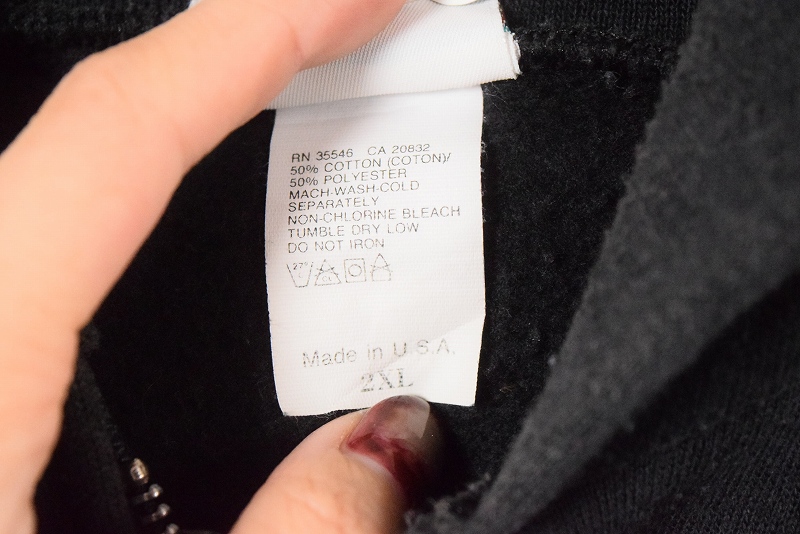 RN 35546 CA 20832
50% COTTON (COTON)/
50% POLYESTER
MACH-WASH-COLD
SEPARATELY
NON-CHLORINE BLEACH
TUMBLE DRY LOW
DO NOT IRON
27°
Made in U.S.A.
2XL